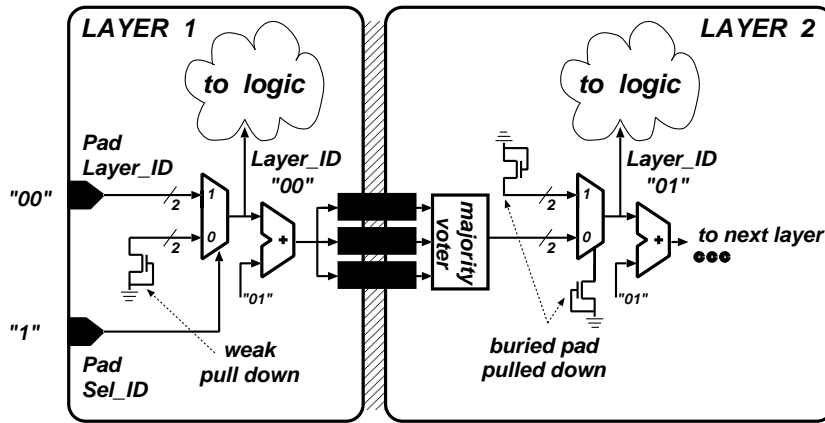 LAYER 1
LAYER 2
to logic
to logic
Pad
Layer_ID
Layer_ID
"00"
Layer_ID
"01"
"00"
1
2
0
2
+
majority
voter
1
2
0
2
+
to next layer
"01"
"01"
"1"
Pad
Sel_ID
weak
pull down
buried pad
pulled down